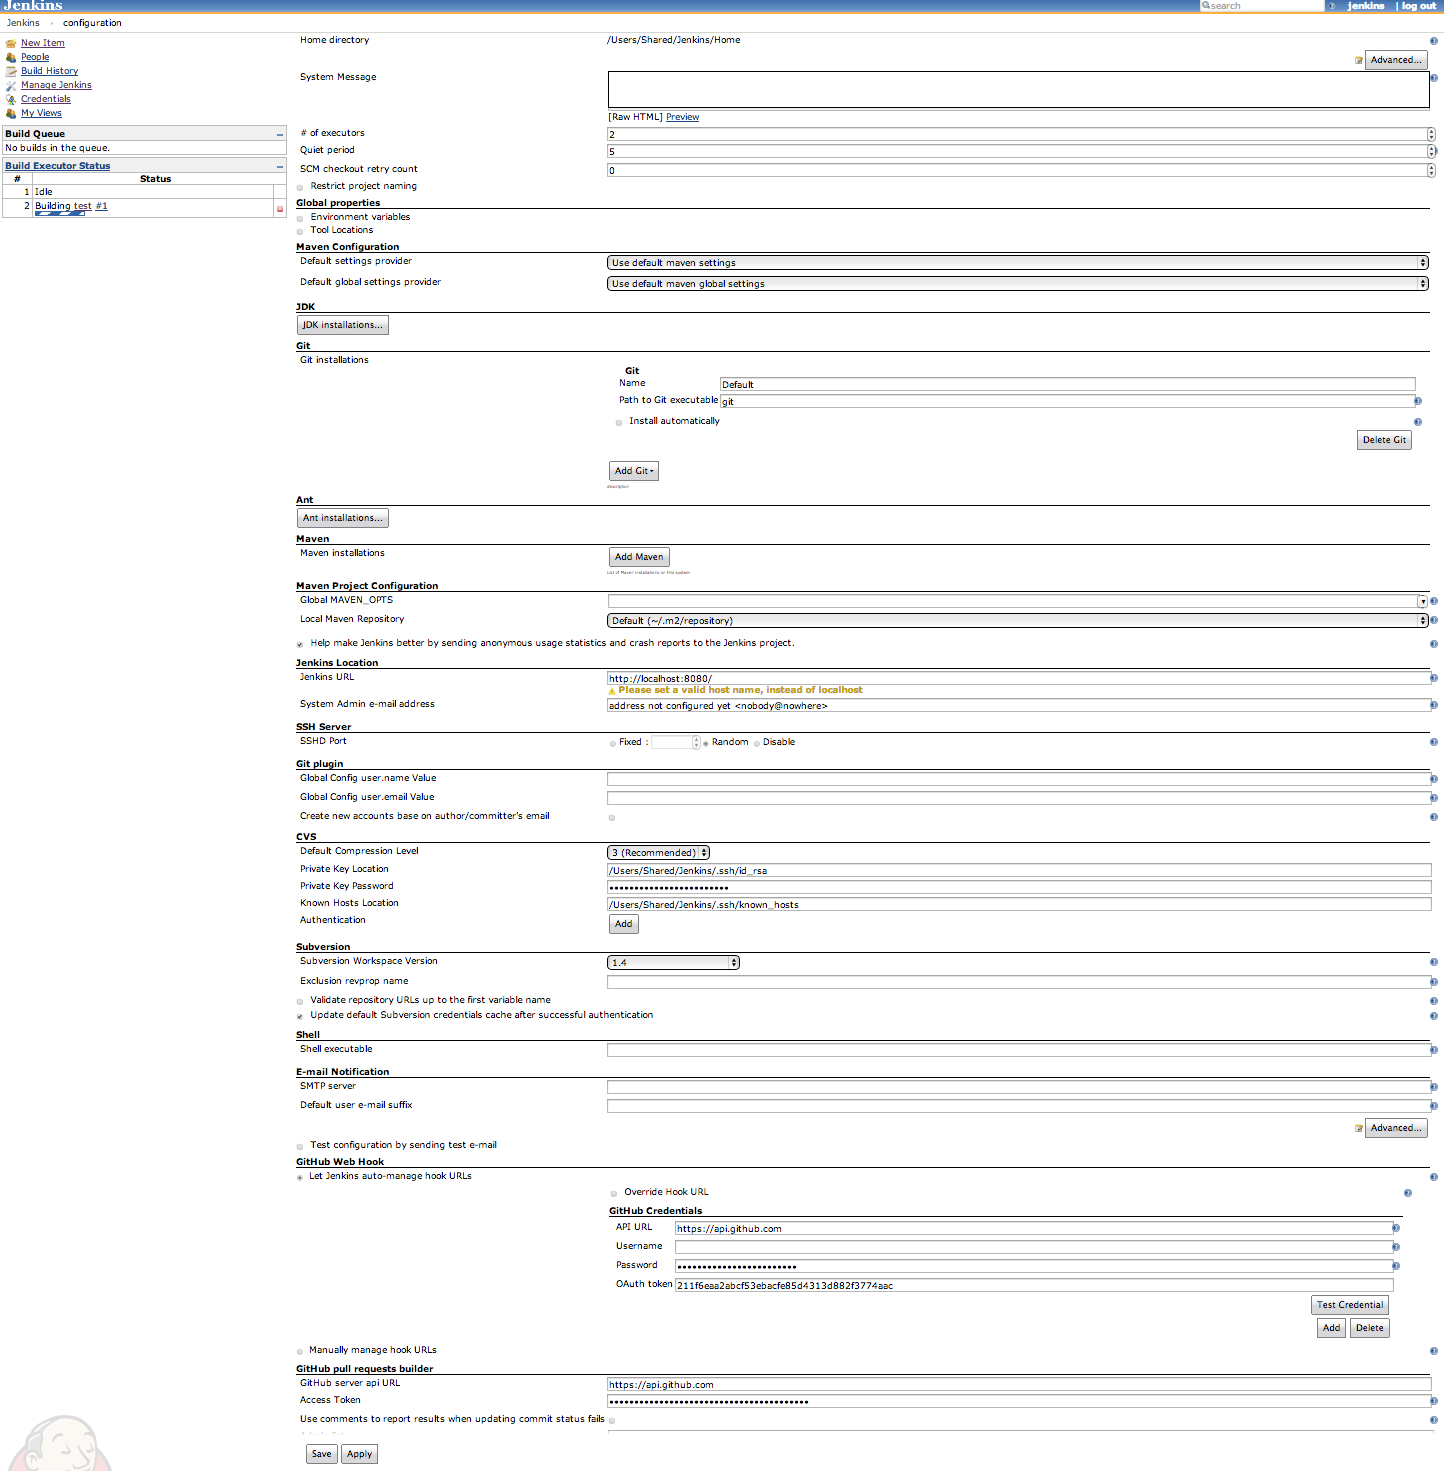 Jenkins
search
jenkins | log out
Jenkins › configuration
New Item
People
Build History
Manage Jenkins
Credentials
My Views
Build Queue
No builds in the queue.
Build Executor Status
# Status
1 Idle
2 Building test #1
Home directory /Users/Shared/Jenkins/Home
Advanced...
System Message
[Raw HTML] Preview
# of executors 2
Quiet period 5
SCM checkout retry count 0
Restrict project naming
Global properties
Environment variables
Tool Locations
Maven Configuration
Default settings provider Use default maven settings
Default global settings provider Use default maven global settings
JDK
JDK installations...
Git
Git installations
Git
Name Default
Path to Git executable git
Install automatically
Delete Git
Add Git
description
Ant
Ant installations...
Maven
Maven installations Add Maven
List of Maven installations on this system
Maven Project Configuration
Global MAVEN_OPTS
Local Maven Repository Default (~/.m2/repository)
Help make Jenkins better by sending anonymous usage statistics and crash reports to the Jenkins project.
Jenkins Location
Jenkins URL http://localhost:8080/
Please set a valid host name, instead of localhost
System Admin e-mail address address not configured yet <nobody@nowhere>
SSH Server
SSHD Port Fixed : Random Disable
Git plugin
Global Config user.name Value
Global Config user.email Value
Create new accounts base on author/committer's email
CVS
Default Compression Level 3 (Recommended)
Private Key Location /Users/Shared/Jenkins/.ssh/id_rsa
Private Key Password
Known Hosts Location /Users/Shared/Jenkins/.ssh/known_hosts
Authentication Add
Subversion
Subversion Workspace Version 1.4
Exclusion revprop name
Validate repository URLs up to the first variable name
Update default Subversion credentials cache after successful authentication
Shell
Shell executable
E-mail Notification
SMTP server
Default user e-mail suffix
Advanced...
Test configuration by sending test e-mail
GitHub Web Hook
Let Jenkins auto-manage hook URLs
Override Hook URL
GitHub Credentials
API URL https://api.github.com
Username
Password
OAuth token 211f6eaa2abcf53ebacfe85d4313d882f3774aac
Test Credential
Add Delete
Manually manage hook URLs
GitHub pull requests builder
GitHub server api URL https://api.github.com
Access Token
Use comments to report results when updating commit status fails
Save Apply